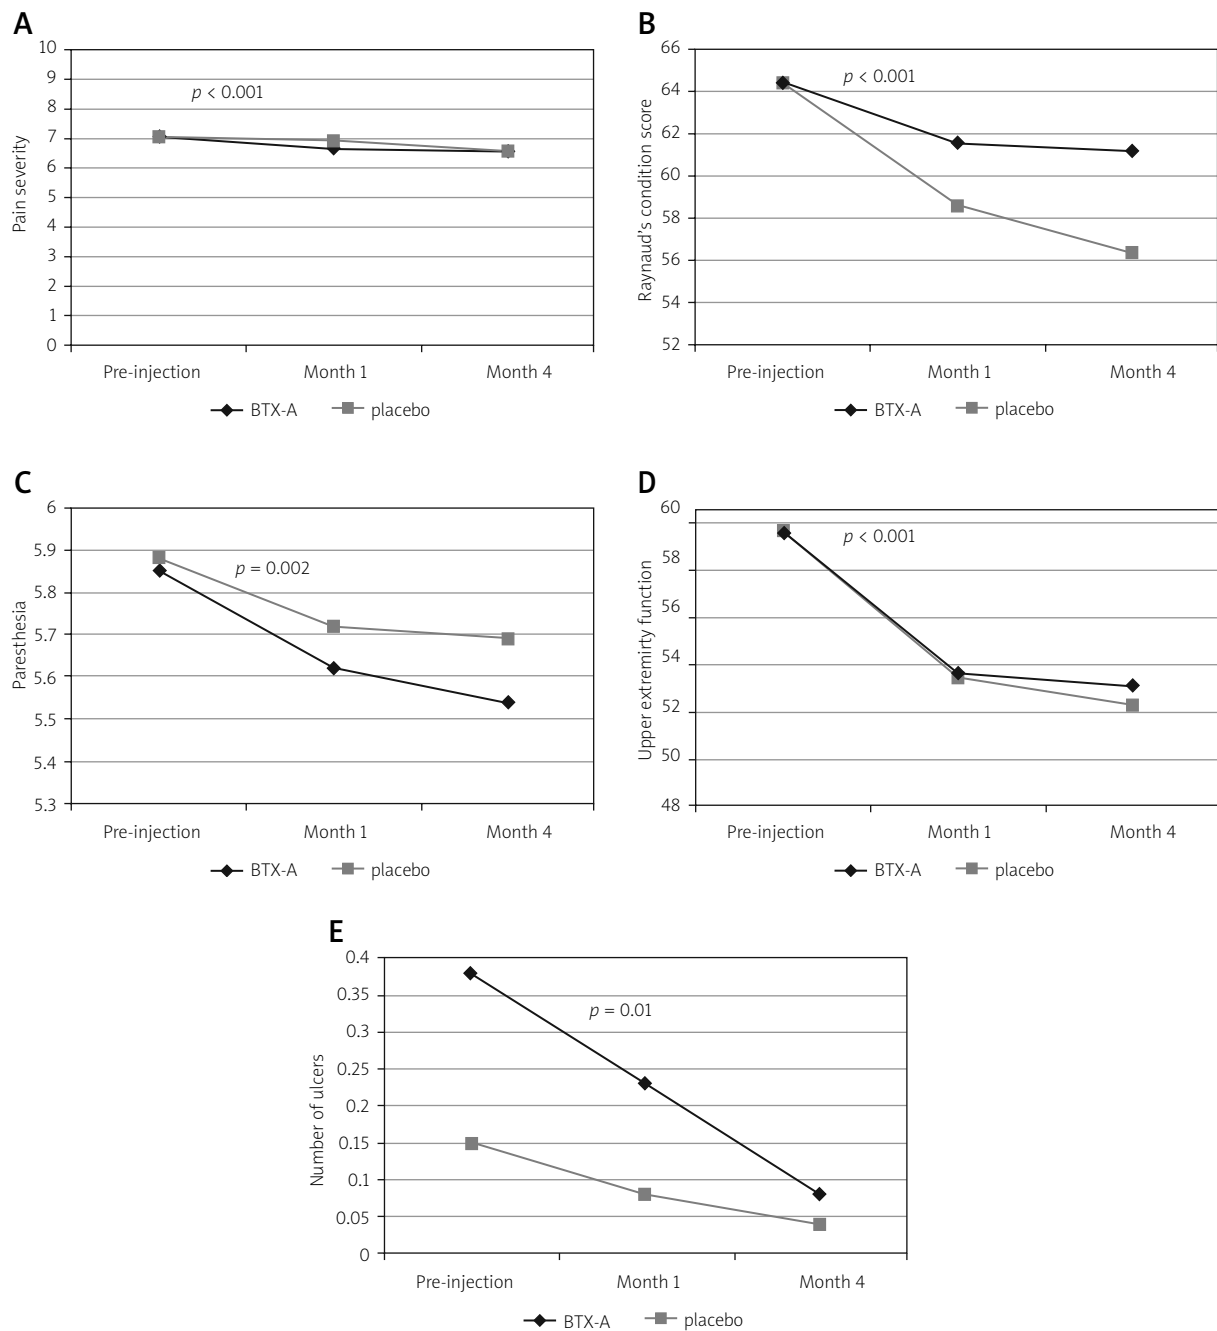 A
10
9
8
7
6
5
4
3
2
1
0
Pain severity
p < 0.001
Pre-injection Month 1 Month 4
BTX-A placebo
B
66
64
62
60
58
56
54
52
Raynaud's condition score
p < 0.001
Pre-injection Month 1 Month 4
BTX-A placebo
C
6
5.9
5.8
5.7
5.6
5.5
5.4
5.3
Paresthesia
p = 0.002
Pre-injection Month 1 Month 4
BTX-A placebo
D
60
58
56
54
52
50
48
Upper extremirty function
p < 0.001
Pre-injection Month 1 Month 4
BTX-A placebo
E
0.4
0.35
0.3
0.25
0.2
0.15
0.1
0.05
0
Number of ulcers
p = 0.01
Pre-injection Month 1 Month 4
BTX-A placebo